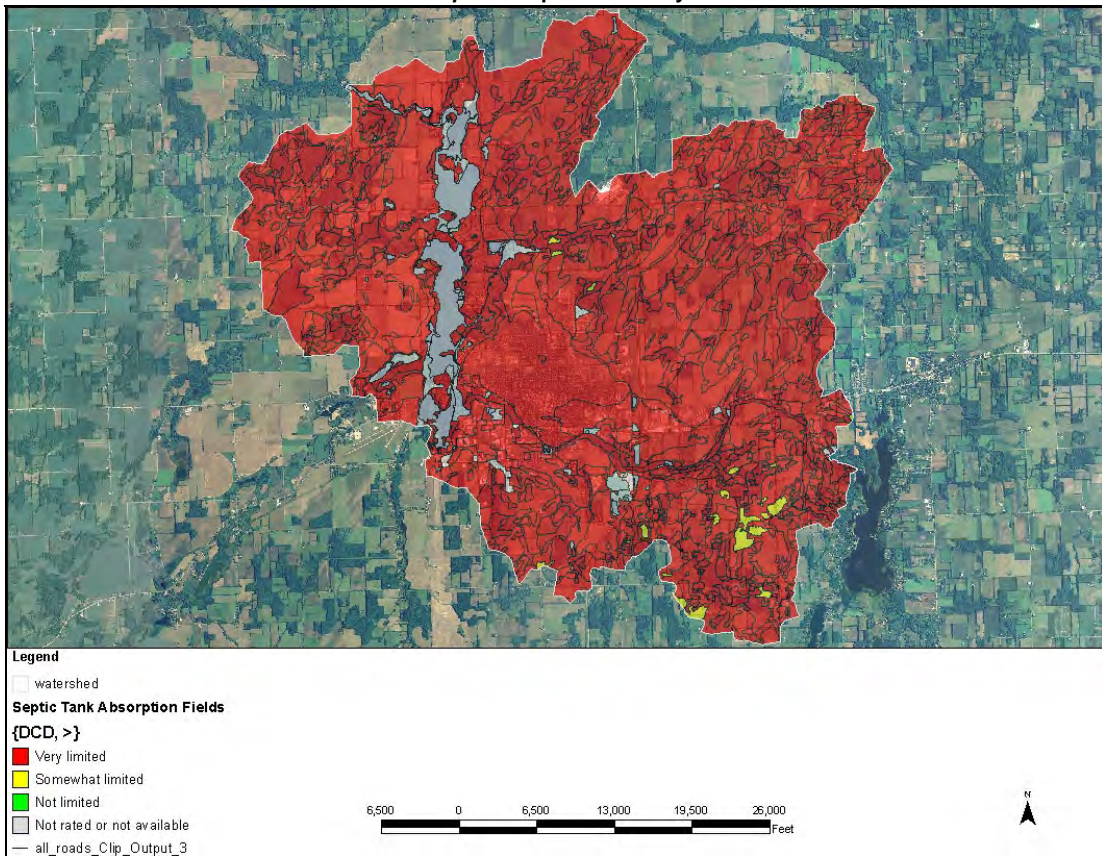 Legend
watershed
Septic Tank Absorption Fields
{DCD, >}
Very limited
Somewhat limited
Not limited
Not rated or not available
all_roads_Clip_Output_3
6,500 0 6,500 13,000 19,500 26,000
Feet
N